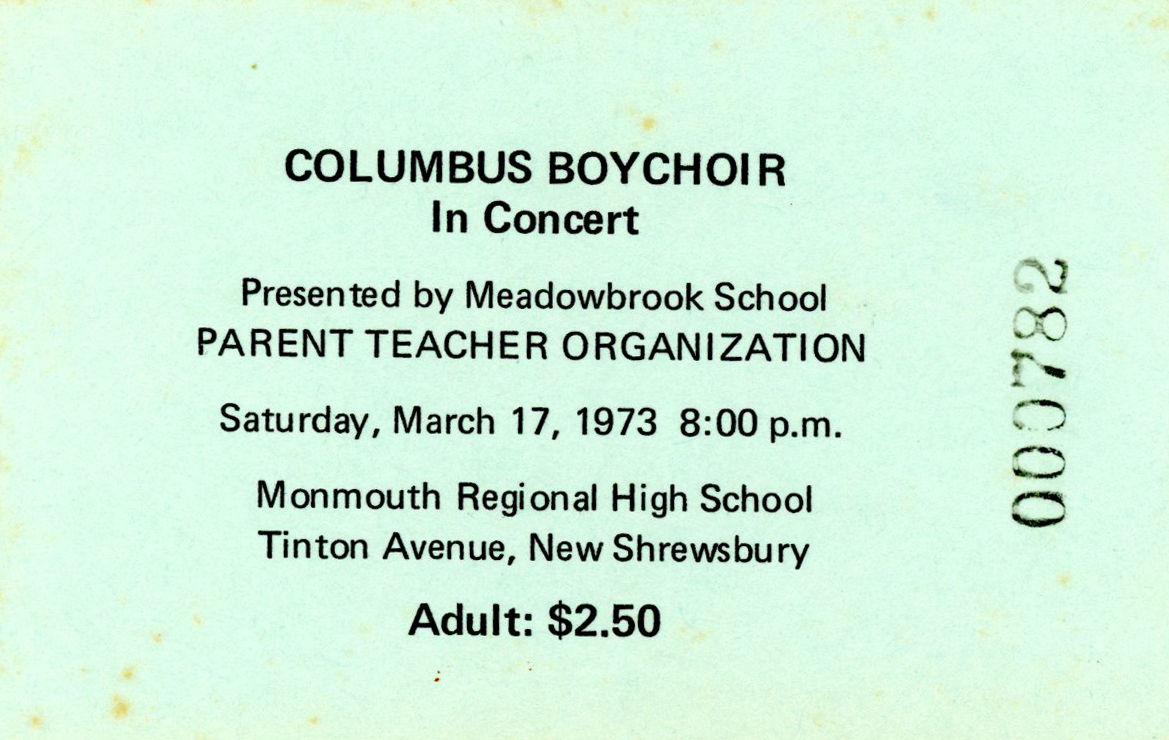 COLUMBUS BOYCHOIR
In Concert
Presented by Meadowbrook School
PARENT TEACHER ORGANIZATION
Saturday, March 17, 1973 8:00 p.m.
Monmouth Regional High School
Tinton Avenue, New Shrewsbury
Adult: $2.50
000782